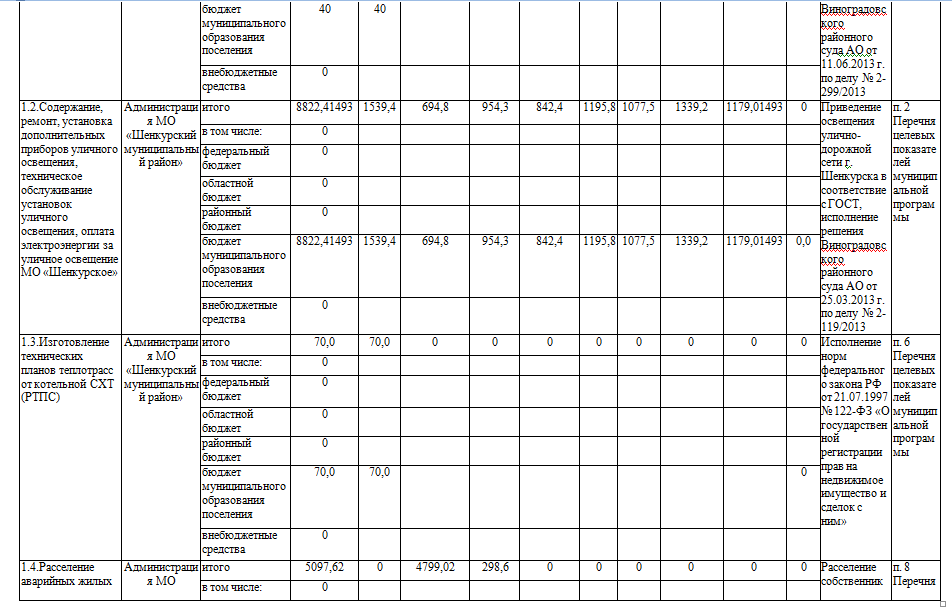 бюджет муниципального образования поселения 40 40 Виноградовского районного суда АО от 11.06.2013 г. по делу № 2-299/2013
внебюджетные средства 0
1.2.Содержание, ремонт, установка дополнительных приборов уличного освещения, техническое обслуживание установок уличного освещения, оплата электроэнергии за уличное освещение МО «Шенкурское»
Администрация МО «Шенкурский муниципальный район»
итого 8822,41493 1539,4 694,8 954,3 842,4 1195,8 1077,5 1339,2 1179,01493 0
в том числе: 0
федеральный бюджет 0
областной бюджет 0
районный бюджет 0
бюджет муниципального образования поселения 8822,41493 1539,4 694,8 954,3 842,4 1195,8 1077,5 1339,2 1179,01493 0,0
внебюджетные средства 0
Приведение освещения улично-дорожной сети г. Шенкурска в соответствие с ГОСТ, исполнение решения Виноградовского районного суда АО от 25.03.2013 г. по делу № 2-119/2013
п. 2 Перечня целевых показателей муниципальной программы
1.3.Изготовление технических планов теплотрасс от котельной СХТ (РТПС)
Администрация МО «Шенкурский муниципальный район»
итого 70,0 70,0 0 0 0 0 0 0 0 0
в том числе: 0
федеральный бюджет 0
областной бюджет 0
районный бюджет 0
бюджет муниципального образования поселения 70,0 70,0 0
внебюджетные средства 0
Исполнение норм федерального закона РФ от 21.07.1997 № 122-ФЗ «О государственной регистрации прав на недвижимое имущество и сделок с ним»
п. 6 Перечня целевых показателей муниципальной программы
1.4.Расселение аварийных жилых
Администрация МО
итого 5097,62 0 4799,02 298,6 0 0 0 0 0 0
в том числе: 0
Расселение собственник
п. 8 Перечня